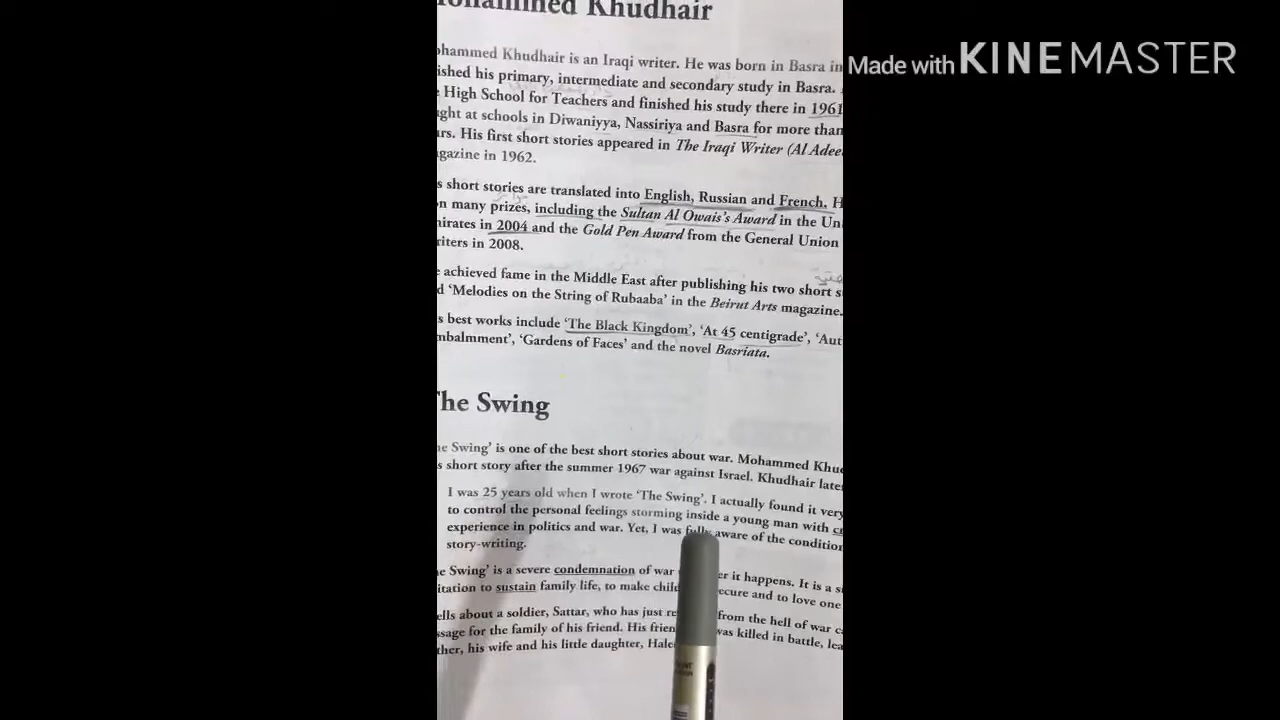 Mohammed Khudhair
Made with KINEMASTER
ohammed Khudhair is an Iraqi writer. He was born in Basra in
ished his primary, intermediate and secondary study in Basra.
High School for Teachers and finished his study there in 1961
ght at schools in Diwaniyya, Nassiriya and Basra for more than
rs. His first short stories appeared in The Iraqi Writer (Al Adee
gazine in 1962.
s short stories are translated into English, Russian and French. H
n many prizes, including the Sultan Al Owais's Award in the Un
irates in 2004 and the Gold Pen Award from the General Union
riters in 2008.
e achieved fame in the Middle East after publishing his two short s
d 'Melodies on the String of Rubaaba' in the Beirut Arts magazine.
s best works include 'The Black Kingdom', 'At 45 centigrade', 'Aut
mbalmment', 'Gardens of Faces' and the novel Basriata.
The Swing
he Swing' is one of the best short stories about war. Mohammed Khu
s short story after the summer 1967 war against Israel. Khudhair late
I was 25 years old when I wrote 'The Swing'. I actually found it very
to control the personal feelings storming inside a young man with
experience in politics and war. Yet, I was fully aware of the condition
story-writing.
e Swing' is a severe condemnation of war er it happens. It is a s
itation to sustain family life, to make child ecure and to love one
ells about a soldier, Sattar, who has just re from the hell of war c
ssage for the family of his friend. His frien was killed in battle, lea
ther, his wife and his little daughter, Hale